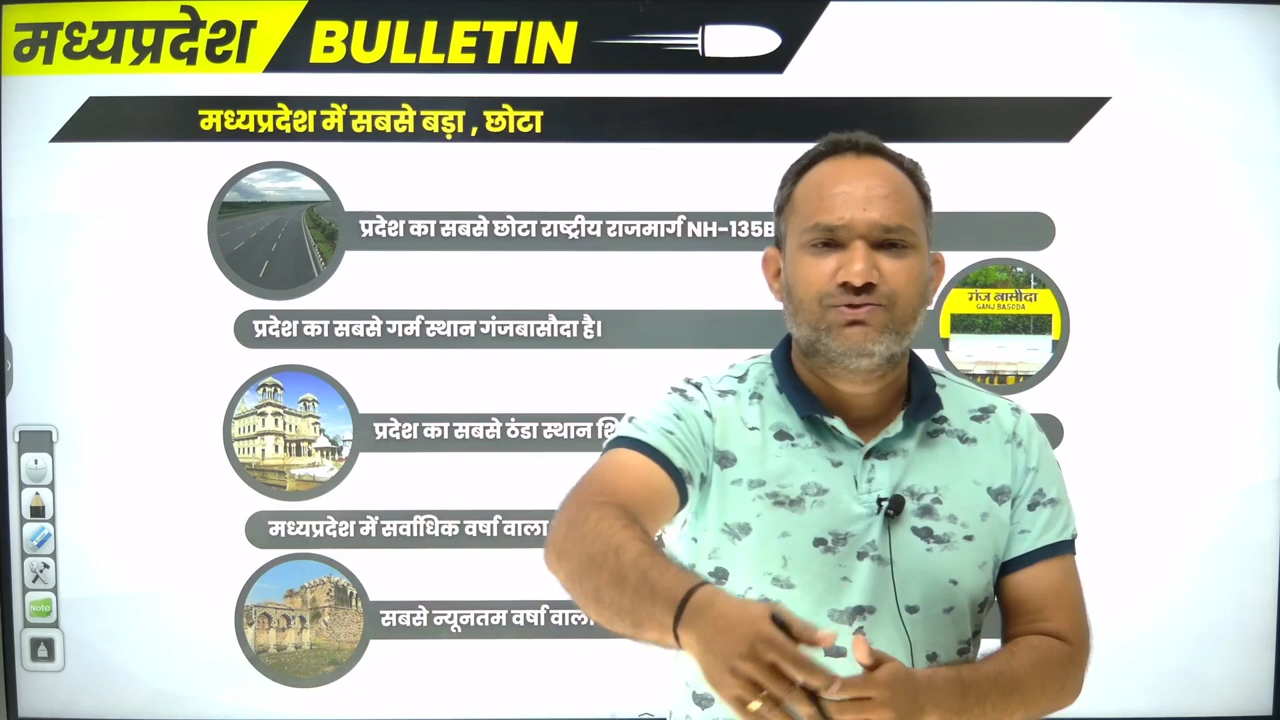 मध्यप्रदेश BULLETIN
मध्यप्रदेश में सबसे बड़ा , छोटा
प्रदेश का सबसे छोटा राष्ट्रीय राजमार्ग NH-135B
गंज बासौदा
GANJ BASODA
प्रदेश का सबसे गर्म स्थान गंजबासौदा है।
प्रदेश का सबसे ठंडा स्थान
मध्यप्रदेश में सर्वाधिक वर्षा वाला
सबसे न्यूनतम वर्षा वाला
Note